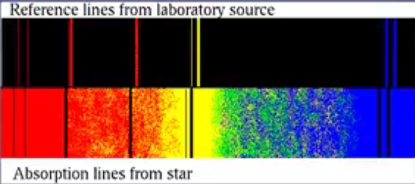 Reference lines from laboratory source
Absorption lines from star